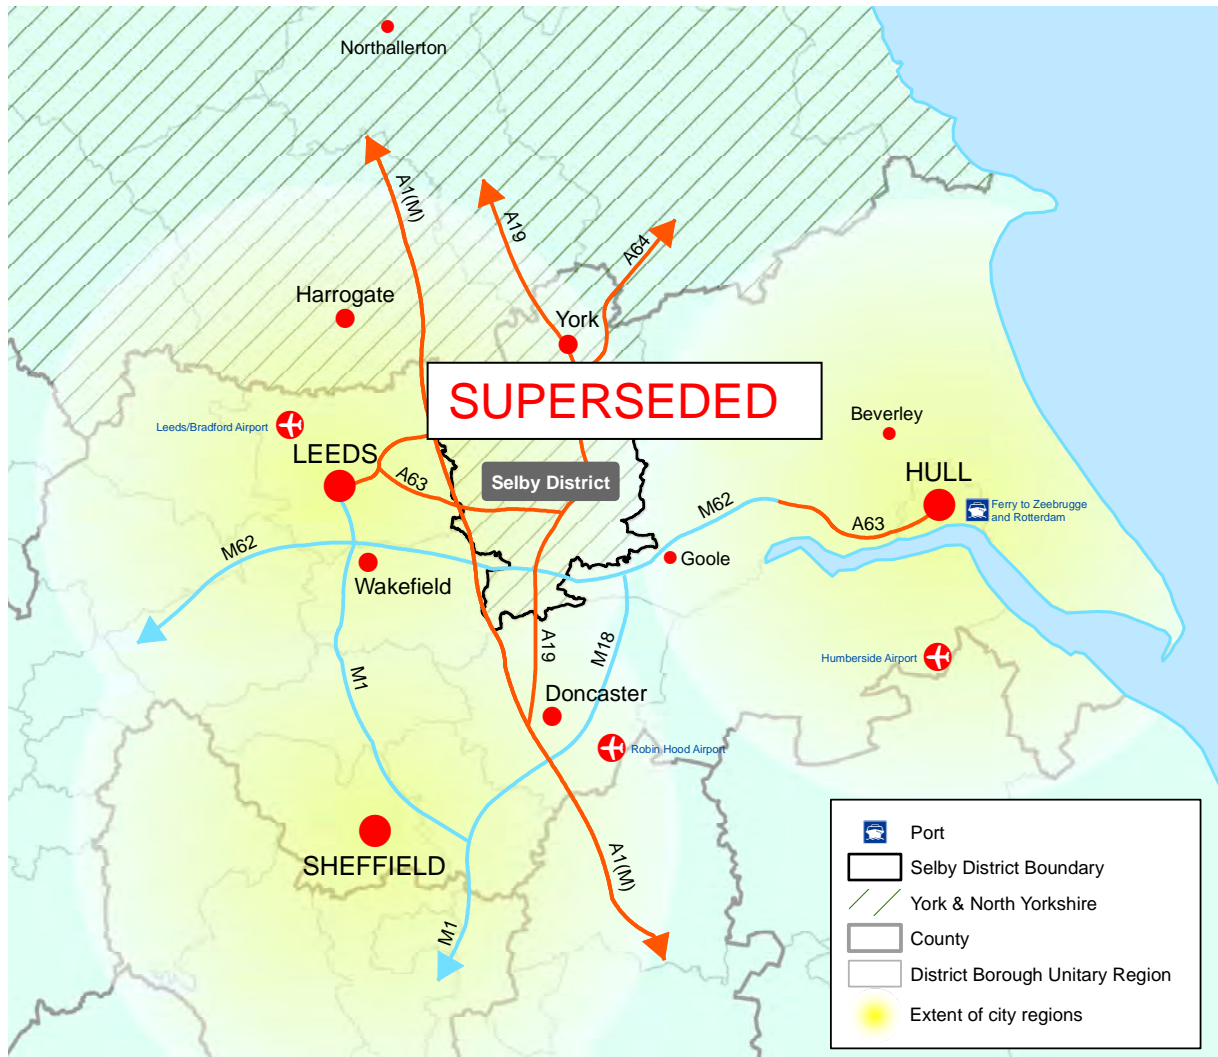 Northallerton
A1(M)
A19
A64
Harrogate
York
SUPERSEDED
Leeds/Bradford Airport
LEEDS
A63
Selby District
Beverley
HULL
Ferry to Zeebrugge
and Rotterdam
M62
A63
M62
Goole
Wakefield
A19
M18
M1
Humberside Airport
Doncaster
Robin Hood Airport
SHEFFIELD
A1(M)
M1
Port
Selby District Boundary
York & North Yorkshire
County
District Borough Unitary Region
Extent of city regions